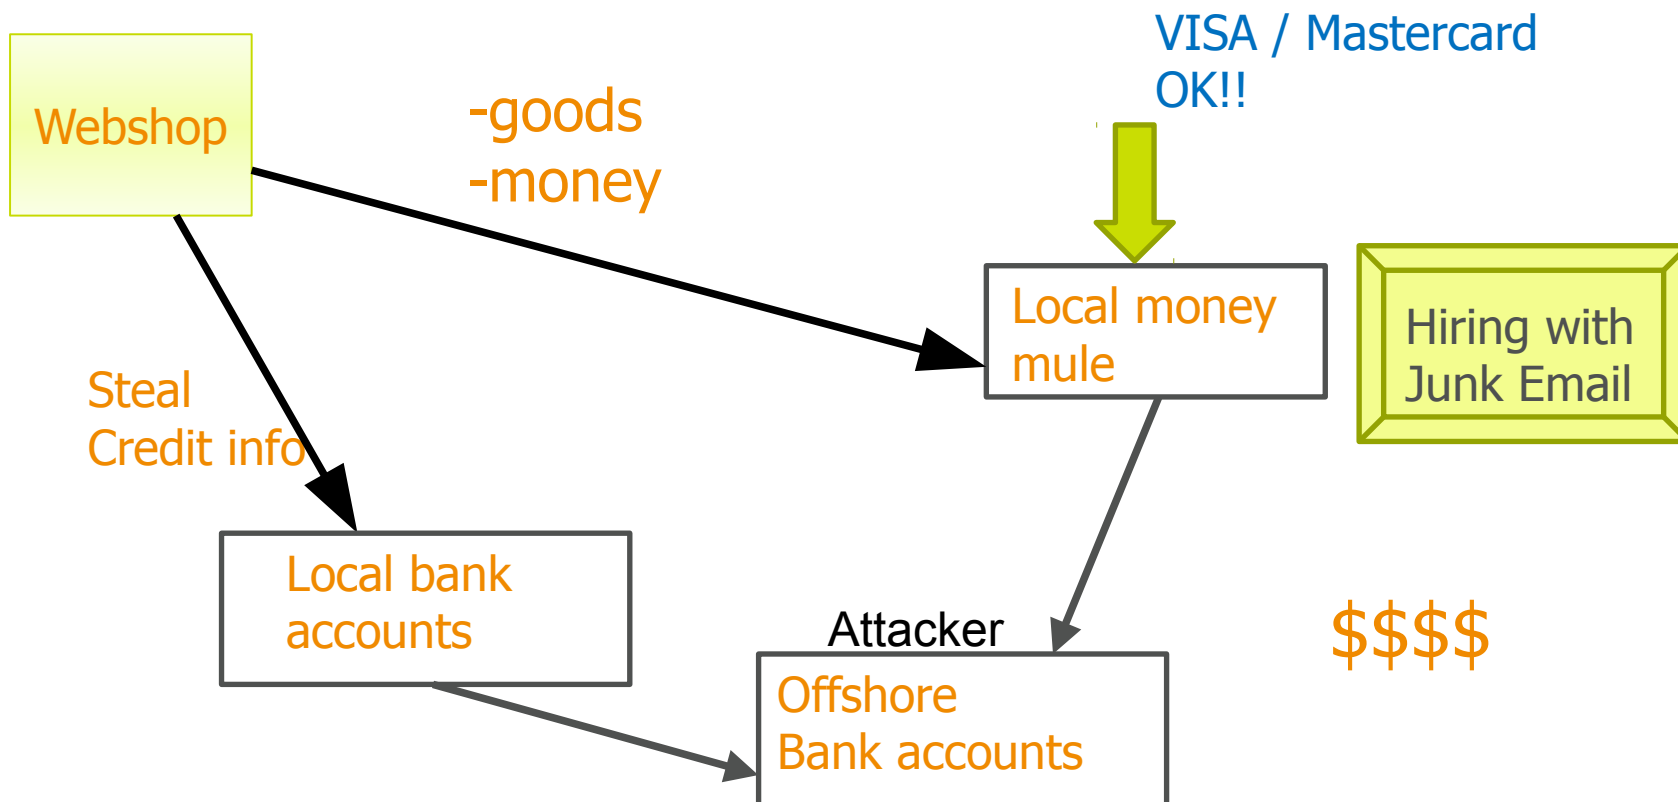 VISA / Mastercard
OK!!
Webshop
-goods
-money
Local money
mule
Hiring with
Junk Email
Steal
Credit info
Local bank
accounts
Attacker
$$$$
Offshore
Bank accounts